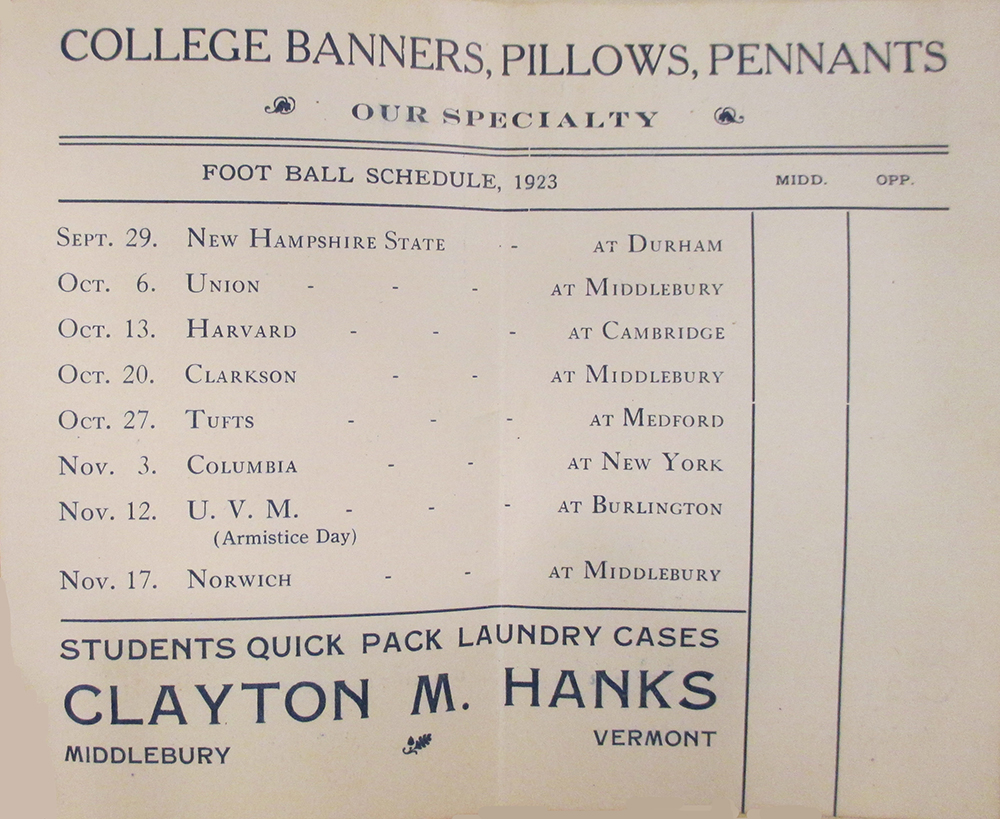 COLLEGE BANNERS, PILLOWS, PENNANTS
OUR SPECIALTY
FOOT BALL SCHEDULE, 1923 MIDD. OPP.
SEPT. 29. NEW HAMPSHIRE STATE - - AT DURHAM
OCT. 6. UNION - - - AT MIDDLEBURY
OCT. 13. HARVARD - - - AT CAMBRIDGE
OCT. 20. CLARKSON - - AT MIDDLEBURY
OCT. 27. TUFTS - - - AT MEDFORD
NOV. 3. COLUMBIA - - AT NEW YORK
NOV. 12. U. V. M. - - - AT BURLINGTON
(Armistice Day)
NOV. 17. NORWICH - - AT MIDDLEBURY
STUDENTS QUICK PACK LAUNDRY CASES
CLAYTON M. HANKS
MIDDLEBURY VERMONT